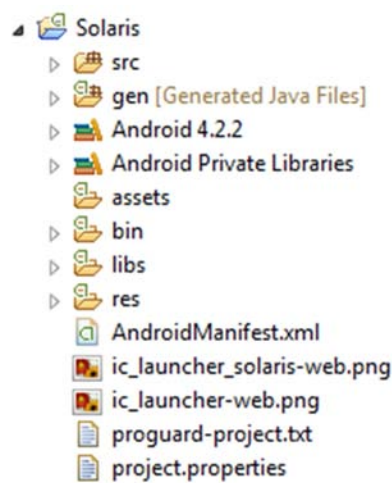 Solaris
src
gen [Generated Java Files]
Android 4.2.2
Android Private Libraries
assets
bin
libs
res
AndroidManifest.xml
ic_launcher_solaris-web.png
ic_launcher-web.png
proguard-project.txt
project.properties